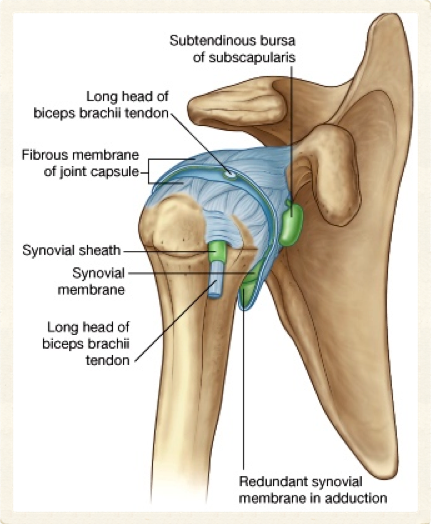 Subtendinous bursa
of subscapularis
Long head of
biceps brachii tendon
Fibrous membrane
of joint capsule
Synovial sheath
Synovial
membrane
Long head of
biceps brachii
tendon
Redundant synovial
membrane in adduction